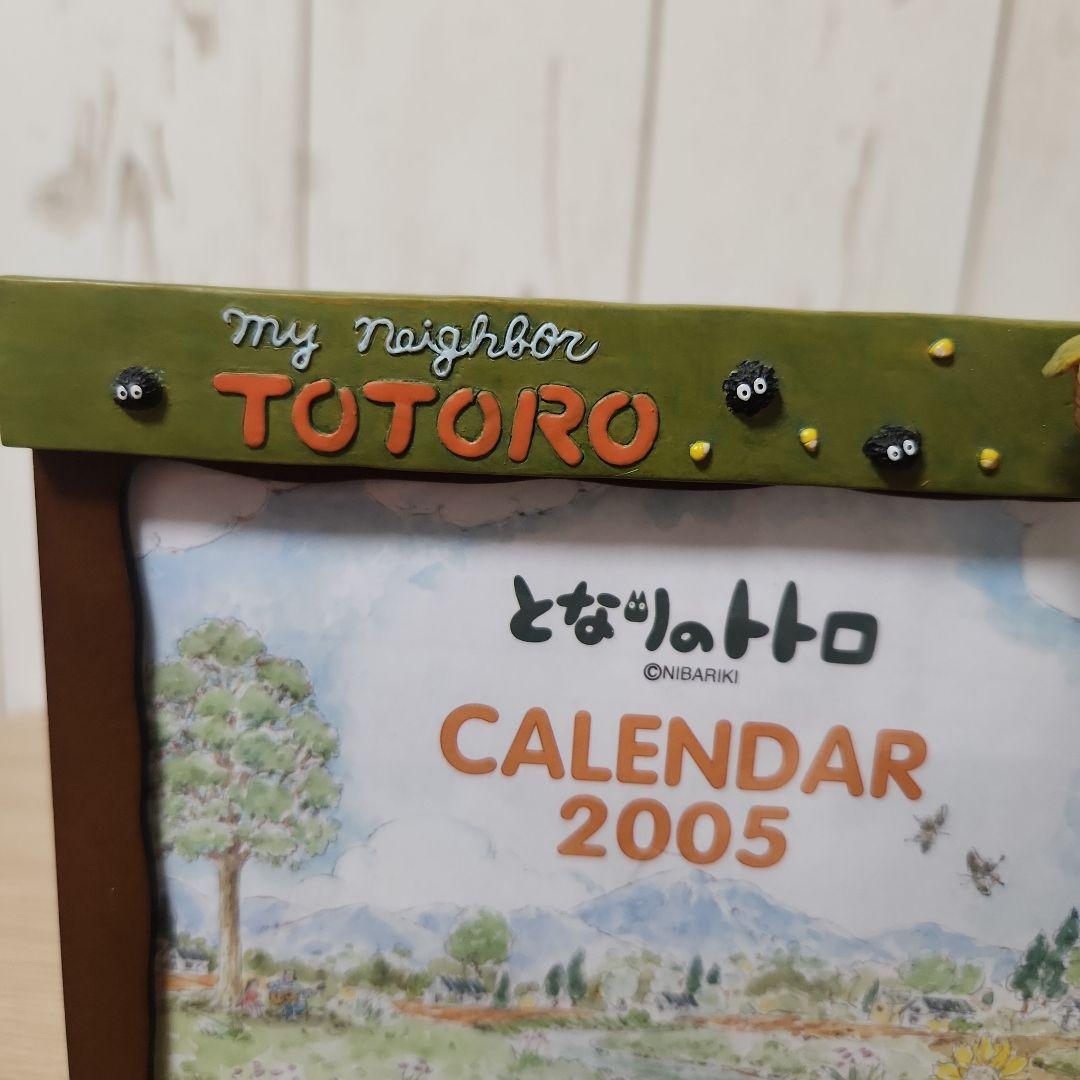 my Neighbor
TOTORO
となりのトトロ
©NIBARIKI
CALENDAR
2005